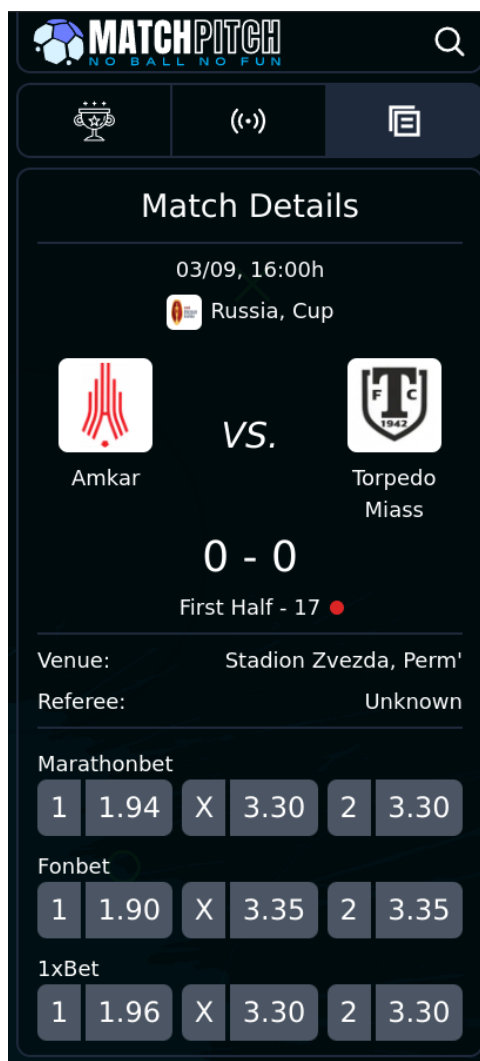 MATCHPITCH
NO BALL NO FUN
Match Details
03/09, 16:00h
Russia, Cup
FTC
1942
VS.
Amkar
Torpedo
Miass
0 - 0
First Half - 17
Venue: Stadion Zvezda, Perm'
Referee: Unknown
Marathonbet
1 1.94 X 3.30 2 3.30
Fonbet
1 1.90 X 3.35 2 3.35
1xBet
1 1.96 X 3.30 2 3.30